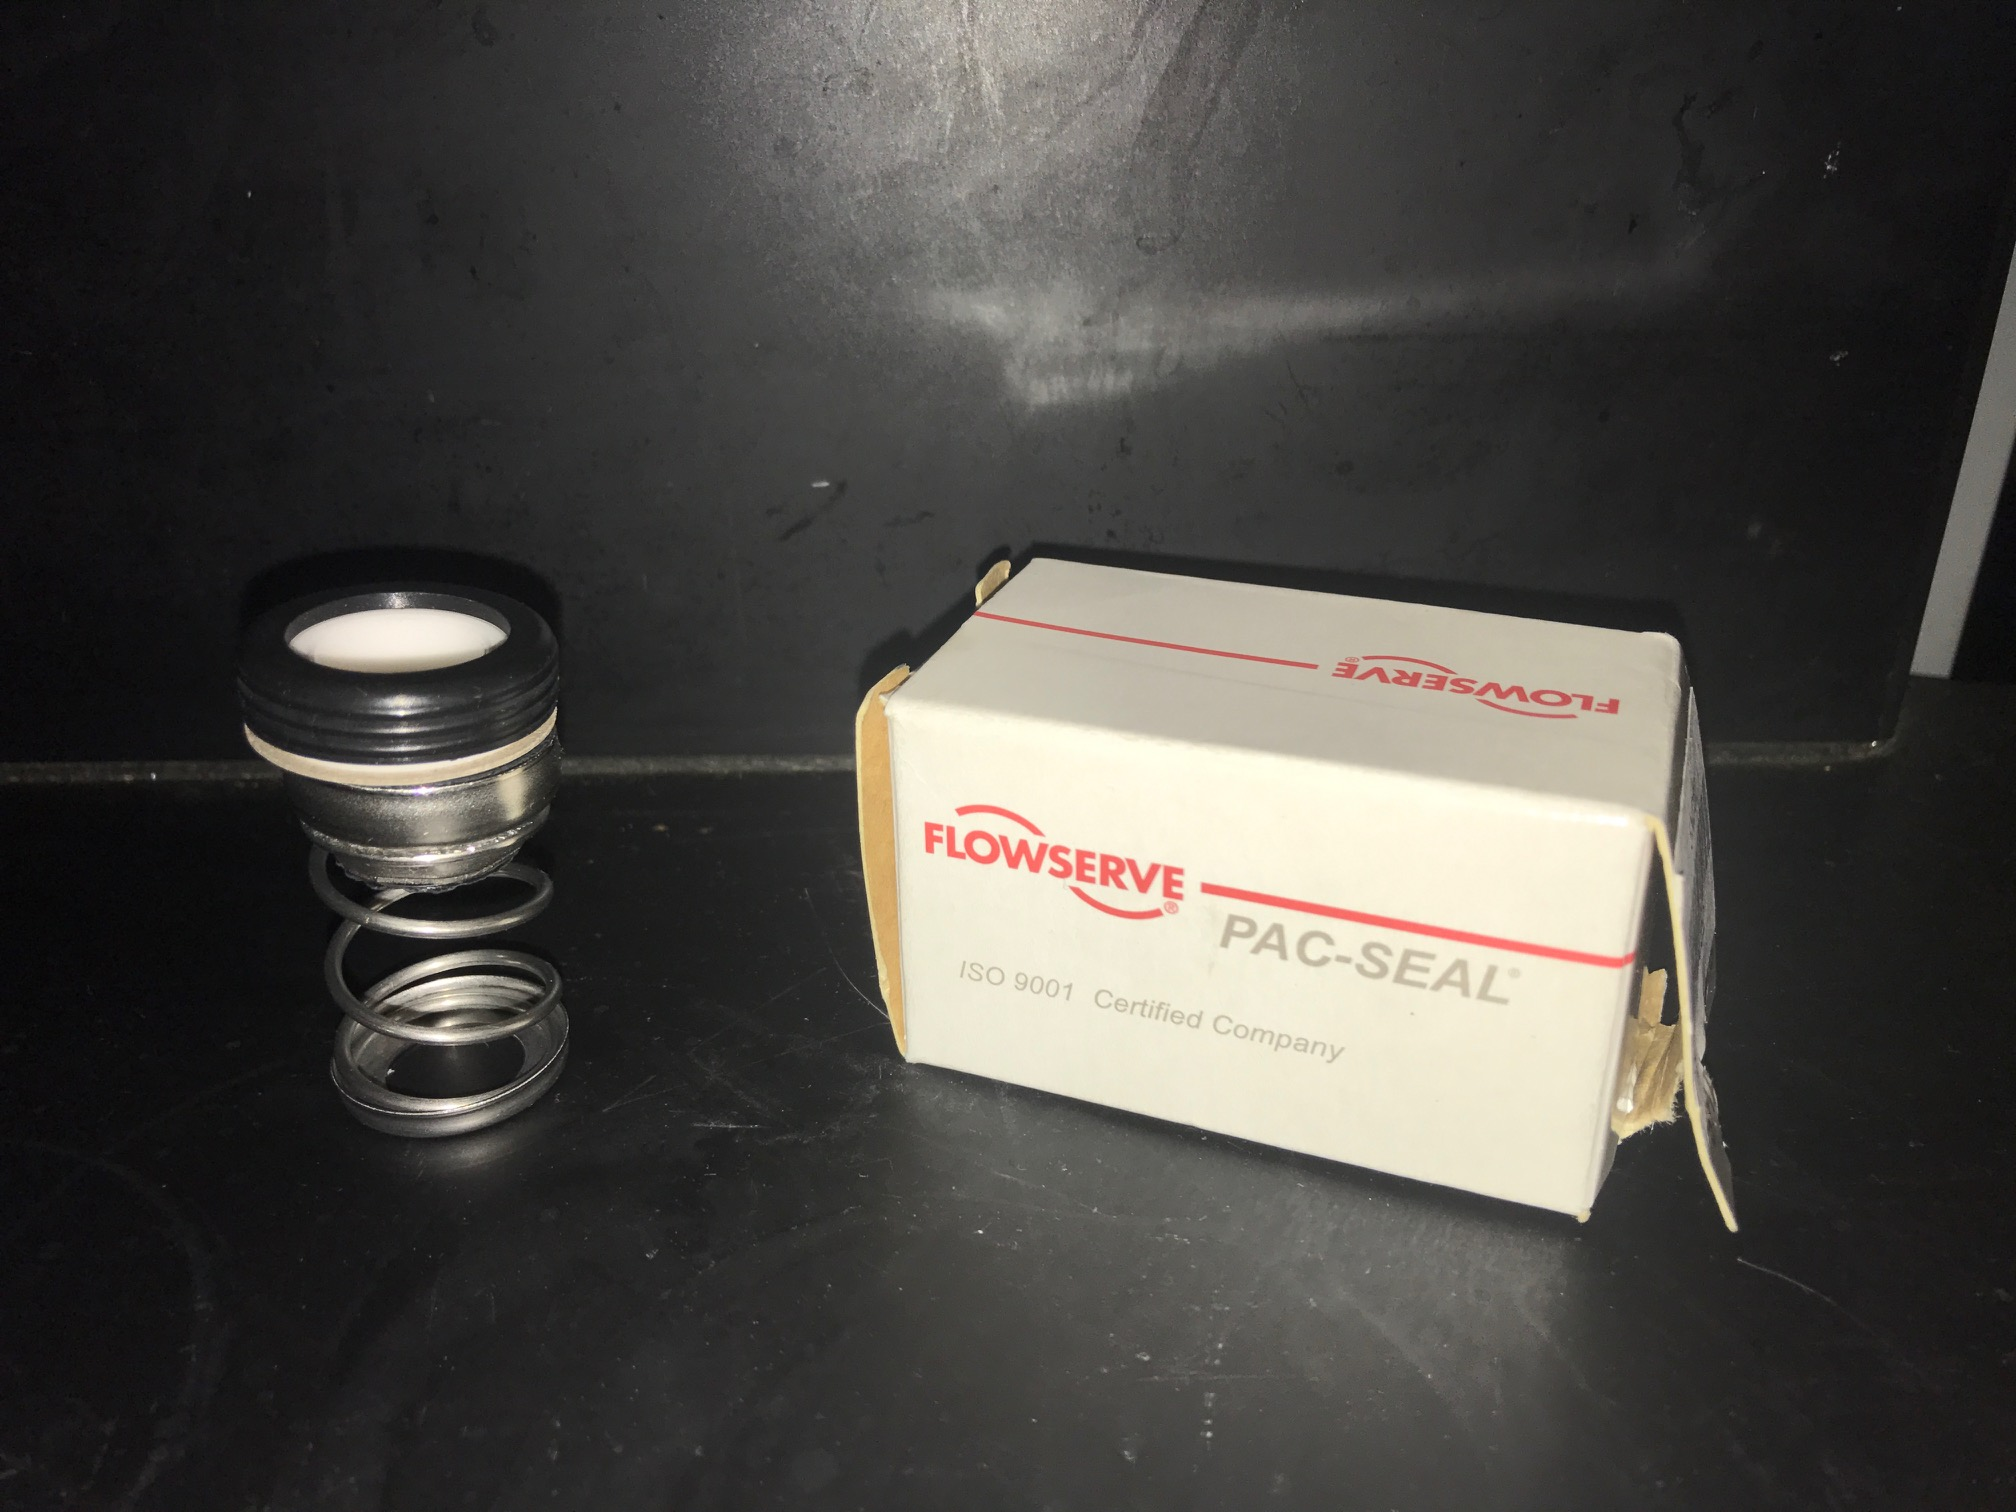 FLOWSERVE®
FLOWSERVE®
PAC-SEAL®
ISO 9001 Certified Company